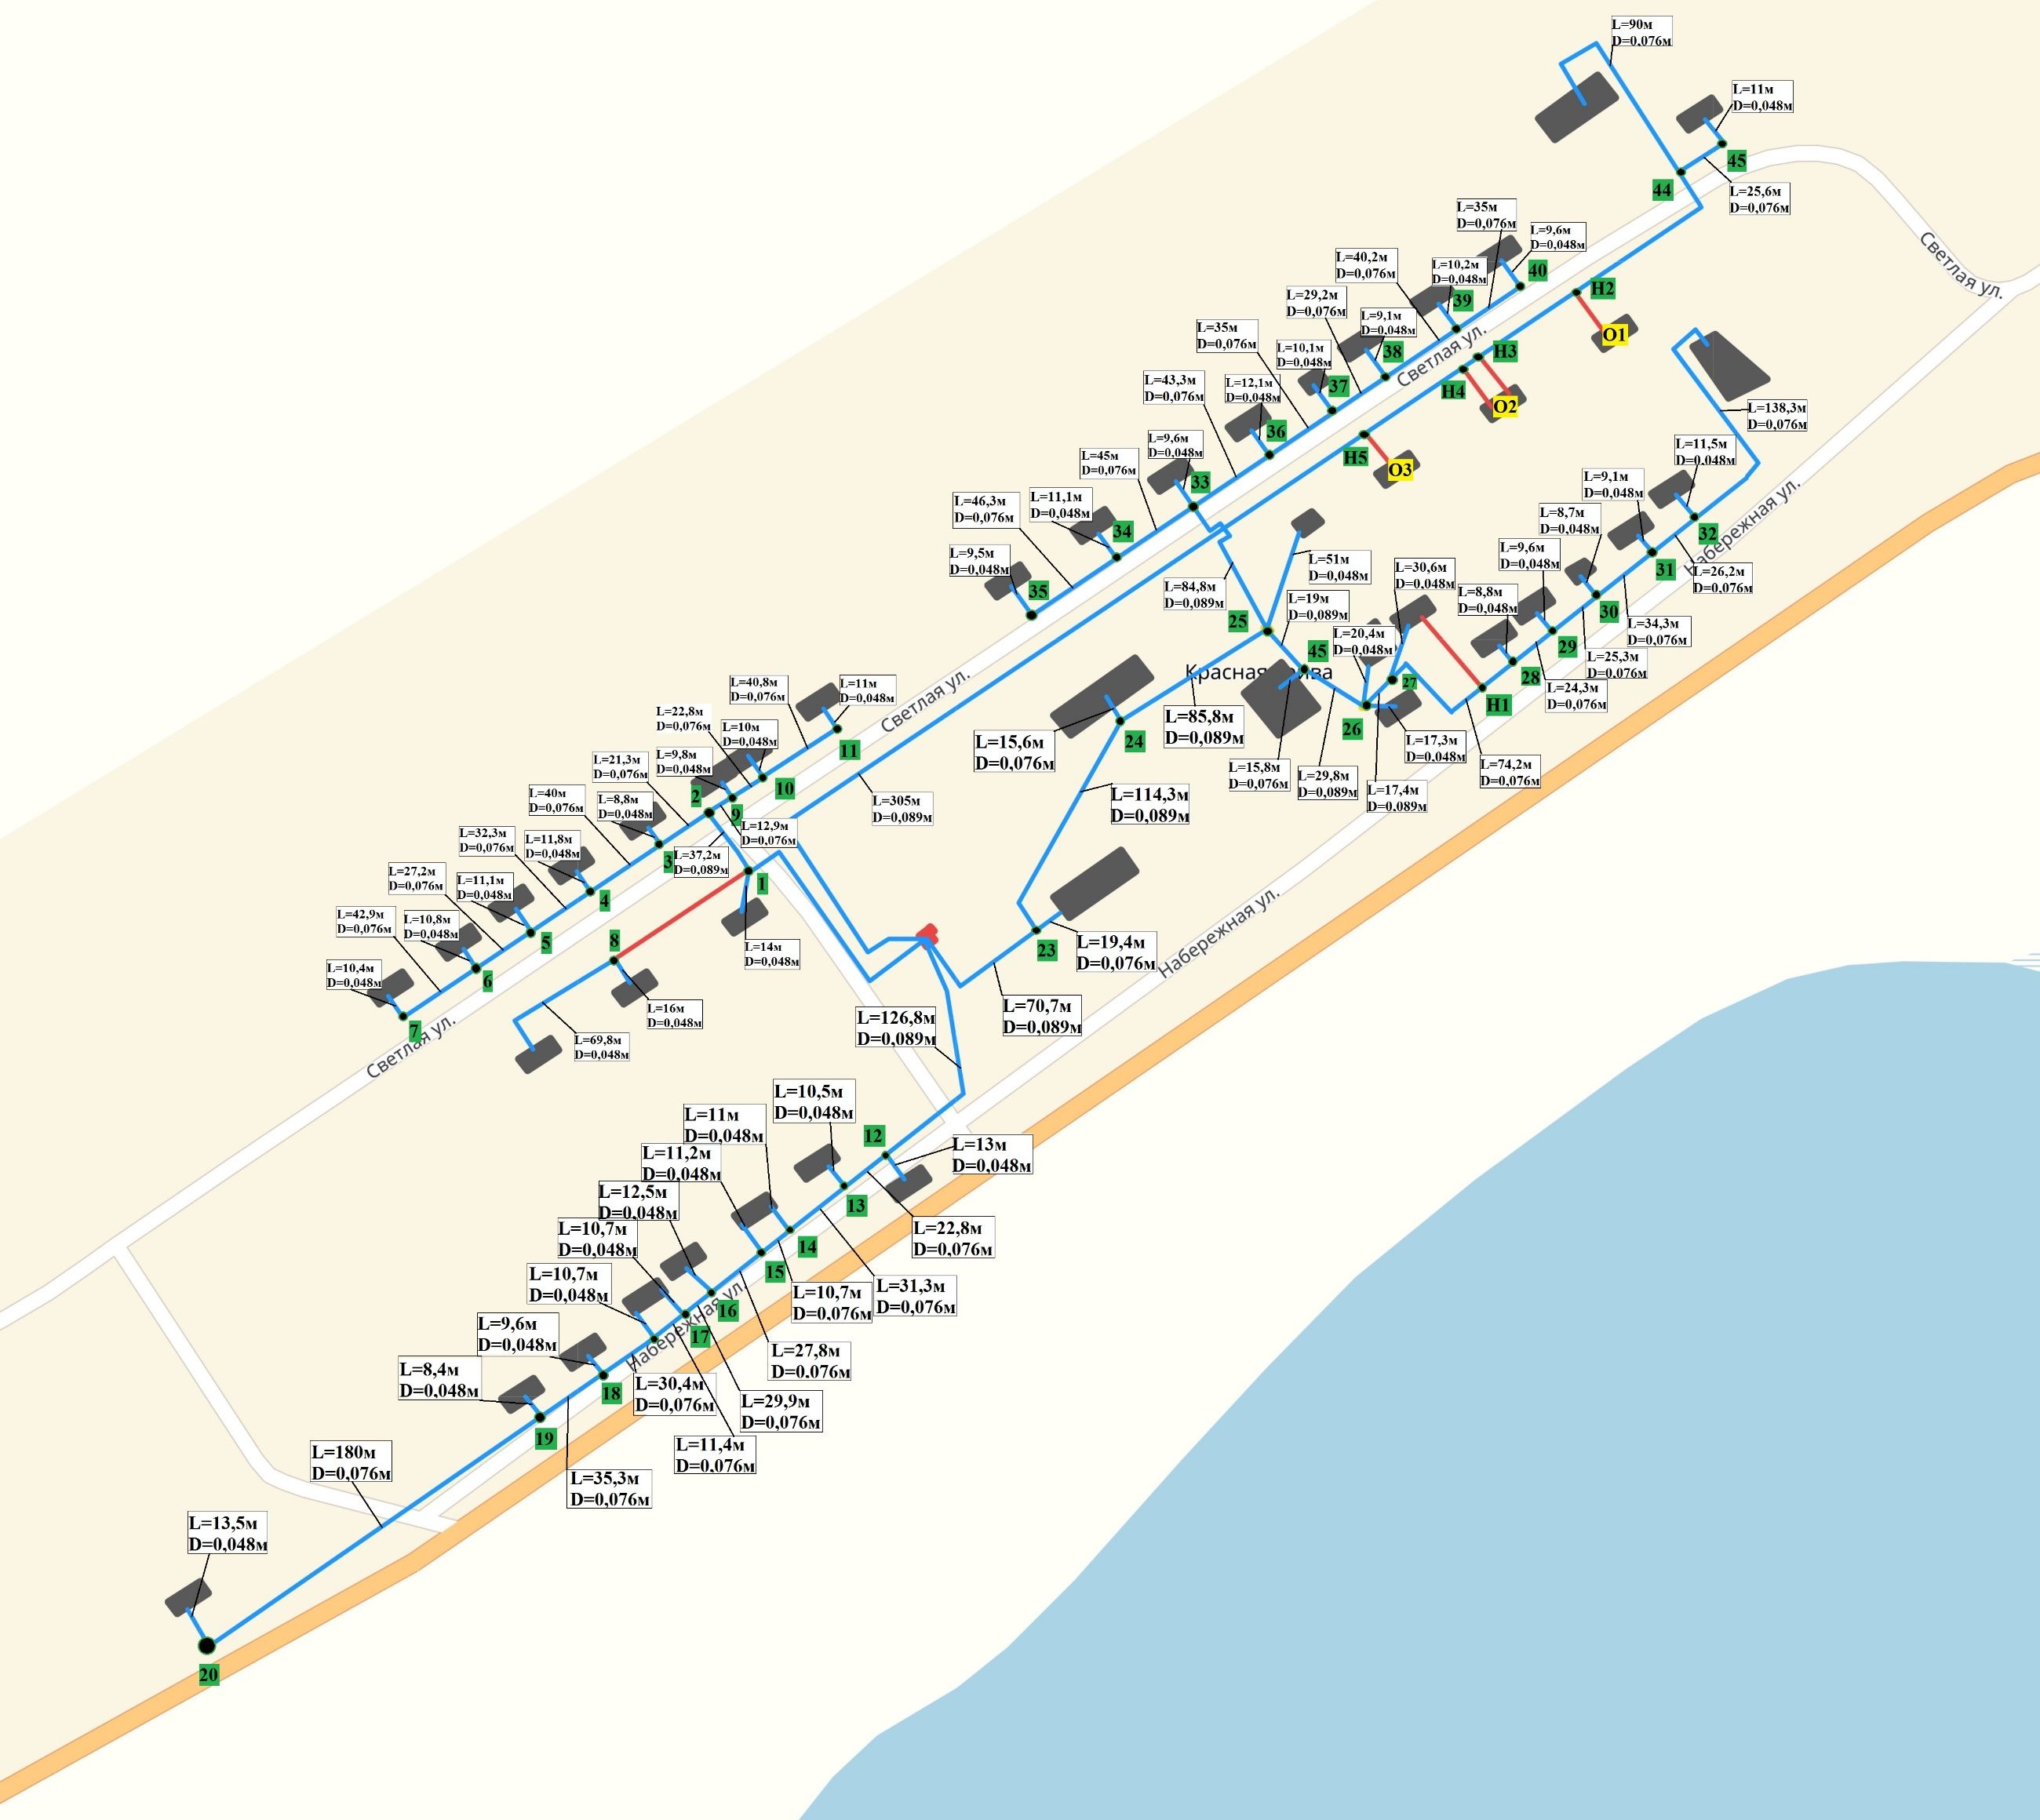 L=90м
D=0,076м
L=11м
D=0,048м
45
44
L=25,6м
D=0,076м
L=35м
D=0,076м
L=9,6м
D=0,048м
Светлая ул.
L=40,2м
D=0,076м
L=10,2м
D=0,048м
40
39
H2
L=29,2м
D=0,076м
L=9,1м
D=0,048м
O1
L=35м
D=0,076м
L=10,1м
D=0,048м
38
Светлая ул.
H3
L=43,3м
D=0,076м
L=12,1м
D=0,048м
37
H4
O2
L=138,3м
D=0,076м
L=9,6м
D=0,048м
36
H5
O3
L=11,5м
D=0,048м
L=45м
D=0,076м
33
L=9,1м
D=0,048м
L=46,3м
D=0,076м
L=11,1м
D=0,048м
34
L=8,7м
D=0,048м
32
Набережная ул.
L=9,5м
D=0,048м
35
L=51м
D=0,048м
L=30,6м
D=0,048м
L=9,6м
D=0,048м
31
L=26,2м
D=0,076м
L=84,8м
D=0,089м
L=19м
D=0,089м
L=8,8м
D=0,048м
30
25
L=20,4м
D=0,048м
L=34,3м
D=0,076м
45
29
L=25,3м
D=0,076м
Красная
27
28
L=24,3м
D=0,076м
L=40,8м
D=0,076м
L=11м
D=0,048м
Светлая ул.
H1
L=22,8м
D=0,076м
L=10м
D=0,048м
L=15,6м
D=0,076м
24
L=85,8м
D=0,089м
26
L=17,3м
D=0,048м
11
L=21,3м
D=0,076м
L=9,8м
D=0,048м
L=15,8м
D=0,076м
L=29,8м
D=0,089м
L=17,4м
D=0,089м
L=74,2м
D=0,076м
10
2
9
L=40м
D=0,076м
L=8,8м
D=0,048м
L=305м
D=0,089м
L=114,3м
D=0,089м
L=12,9м
D=0,076м
L=32,3м
D=0,076м
L=11,8м
D=0,048м
3
L=37,2м
D=0,089м
1
L=27,2м
D=0,076м
L=11,1м
D=0,048м
4
L=42,9м
D=0,076м
L=10,8м
D=0,048м
5
8
L=14м
D=0,048м
23
L=19,4м
D=0,076м
Набережная ул.
L=10,4м
D=0,048м
6
7
L=16м
D=0,048м
L=70,7м
D=0,089м
L=126,8м
D=0,089м
Светлая ул.
L=69,8м
D=0,048м
L=10,5м
D=0,048м
L=11м
D=0,048м
12
L=13м
D=0,048м
L=11,2м
D=0,048м
13
L=12,5м
D=0,048м
L=22,8м
D=0,076м
L=10,7м
D=0,048м
14
15
L=10,7м
D=0,048м
L=10,7м
D=0,076м
L=31,3м
D=0,076м
16
Набережная ул.
17
L=9,6м
D=0,048м
L=27,8м
D=0,076м
L=8,4м
D=0,048м
18
L=30,4м
D=0,076м
L=29,9м
D=0,076м
19
L=11,4м
D=0,076м
L=180м
D=0,076м
L=35,3м
D=0,076м
L=13,5м
D=0,048м
20